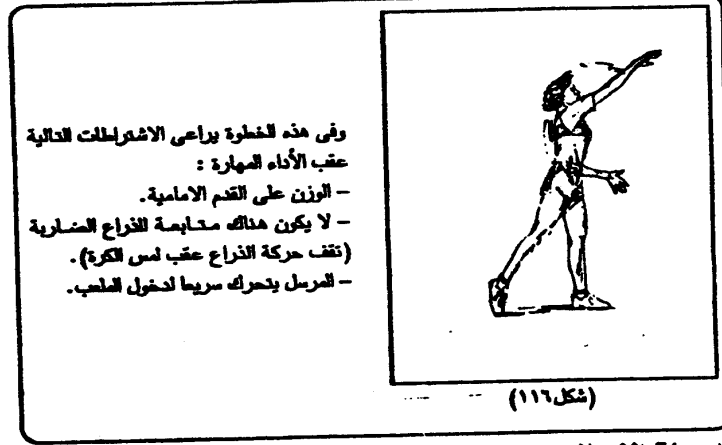 وفى هذه الخطوة يراعى الاشتراطات التالية
عقب الأداء المهارة :
– الوزن على القدم الامامية.
– لا يكون هناك متابعة للذراع الضاربة
(تقف حركة الذراع عقب لمس الكرة).
– المرسل يتحرك سريعا لدخول الملعب.
(شكل١١٦)